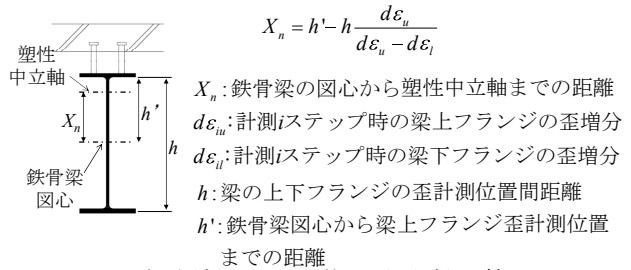 X_n = h' - h dε_u / (dε_u - dε_l)
塑性
中立軸
X_n
h'
h
鉄骨梁
図心
X_n:鉄骨梁の図心から塑性中立軸までの距離
dε_iu:計測iステップ時の梁上フランジの歪増分
dε_il:計測iステップ時の梁下フランジの歪増分
h:梁の上下フランジの歪計測位置間距離
h':鉄骨梁図心から梁上フランジ歪計測位置
までの距離